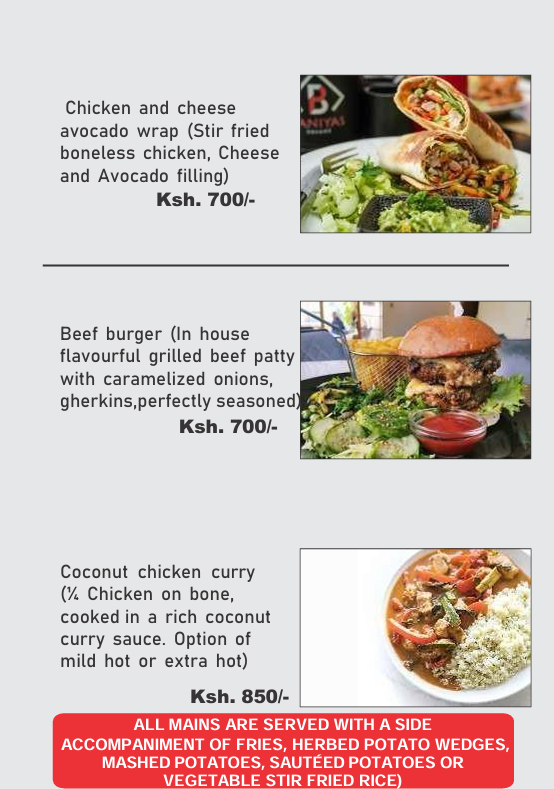 Chicken and cheese
avocado wrap (Stir fried
boneless chicken, Cheese
and Avocado filling)
Ksh. 700/-
B
ANIYAS
Beef burger (In house
flavourful grilled beef patty
with caramelized onions,
gherkins,perfectly seasoned)
Ksh. 700/-
Coconut chicken curry
(¼ Chicken on bone,
cooked in a rich coconut
curry sauce. Option of
mild hot or extra hot)
Ksh. 850/-
ALL MAINS ARE SERVED WITH A SIDE
ACCOMPANIMENT OF FRIES, HERBED POTATO WEDGES,
MASHED POTATOES, SAUTÉED POTATOES OR
VEGETABLE STIR FRIED RICE)